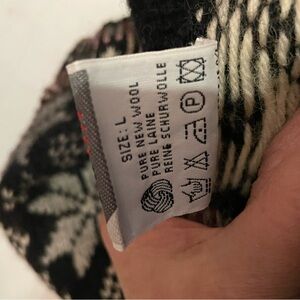 SIZE: L
PURE NEW WOOL
PURE LAINE
REINE SCHURWOLLE
P